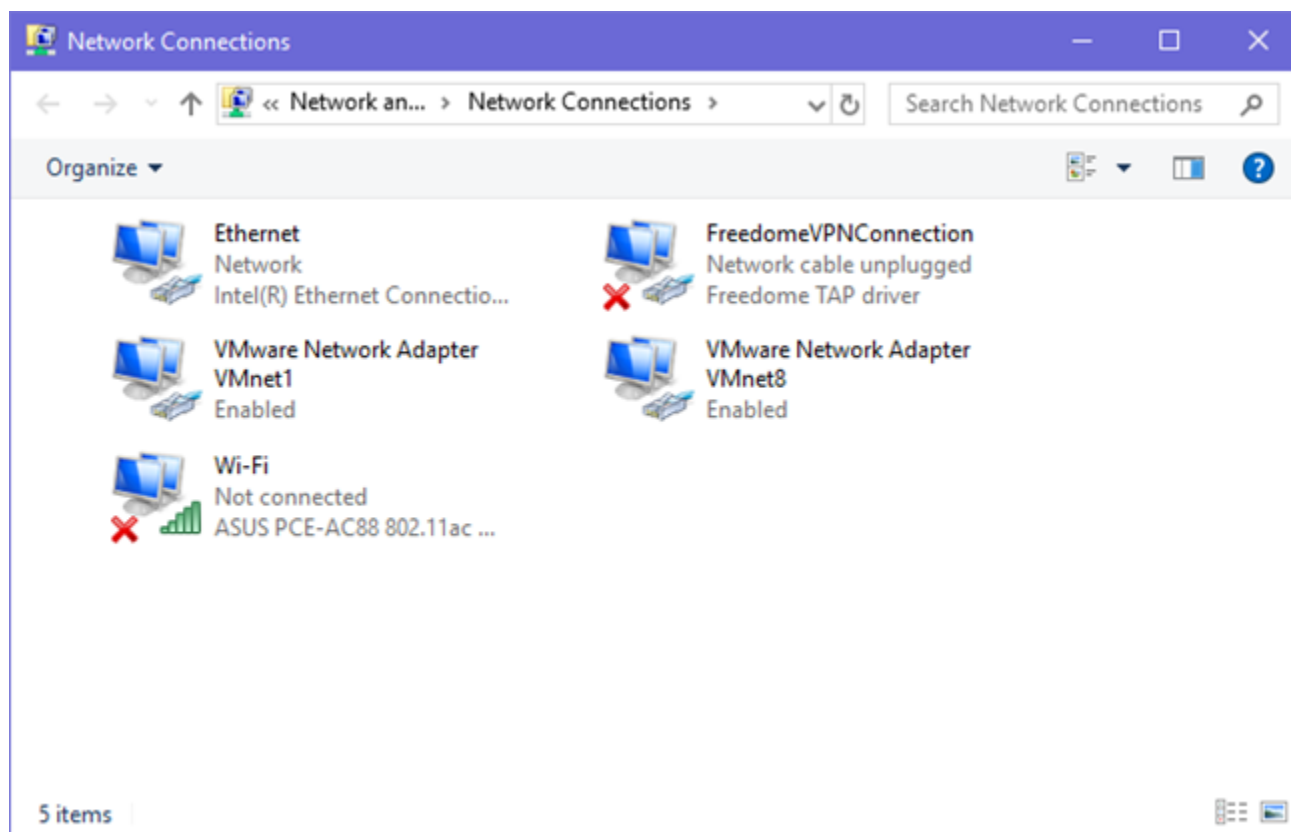 Network Connections
« Network an... › Network Connections ›
Search Network Connections
Organize
Ethernet
Network
Intel(R) Ethernet Connectio...
FreedomeVPNConnection
Network cable unplugged
Freedome TAP driver
VMware Network Adapter
VMnet1
Enabled
VMware Network Adapter
VMnet8
Enabled
Wi-Fi
Not connected
ASUS PCE-AC88 802.11ac ...
5 items